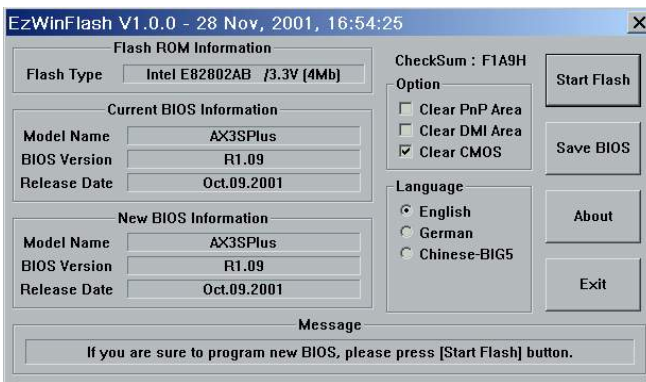 EzWinFlash V1.0.0 - 28 Nov, 2001, 16:54:25
Flash ROM Information
Flash Type Intel E82802AB /3.3V (4Mb)
Current BIOS Information
Model Name AX3SPlus
BIOS Version R1.09
Release Date Oct.09.2001
New BIOS Information
Model Name AX3SPlus
BIOS Version R1.09
Release Date Oct.09.2001
CheckSum : F1A9H
Option
Clear PnP Area
Clear DMI Area
Clear CMOS
Language
English
German
Chinese-BIG5
Start Flash
Save BIOS
About
Exit
Message
If you are sure to program new BIOS, please press [Start Flash] button.